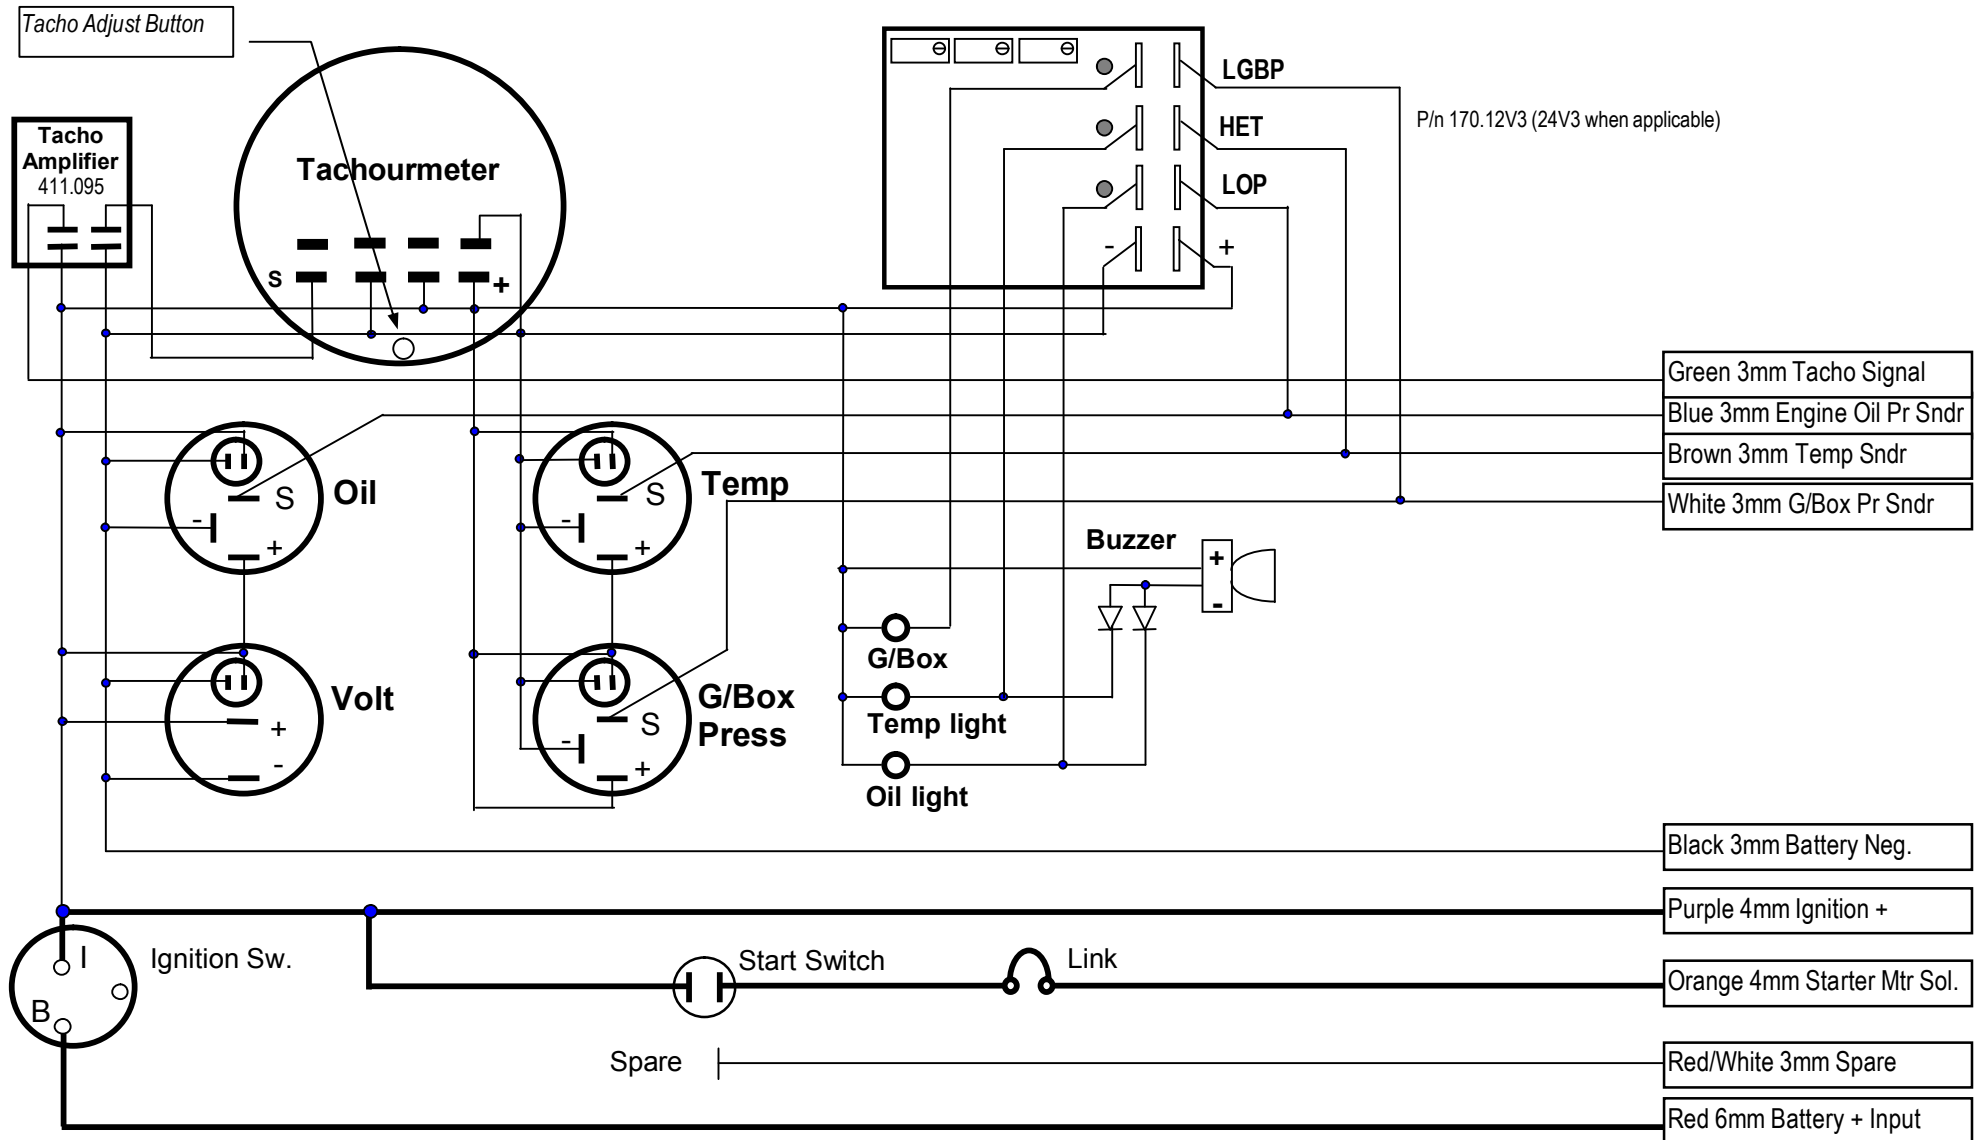 Tacho Adjust Button
Tacho
Amplifier
411.095
Tachourmeter
S
+
LGBP
HET
LOP
-
+
P/n 170.12V3 (24V3 when applicable)
Green 3mm Tacho Signal
Blue 3mm Engine Oil Pr Sndr
Brown 3mm Temp Sndr
White 3mm G/Box Pr Sndr
S
Oil
-
+
S
Temp
-
+
Buzzer
+
-
Volt
+
-
G/Box
Press
S
-
+
G/Box
Temp light
Oil light
Black 3mm Battery Neg.
Purple 4mm Ignition +
I
Ignition Sw.
B
Start Switch
Link
Orange 4mm Starter Mtr Sol.
Spare
Red/White 3mm Spare
Red 6mm Battery + Input